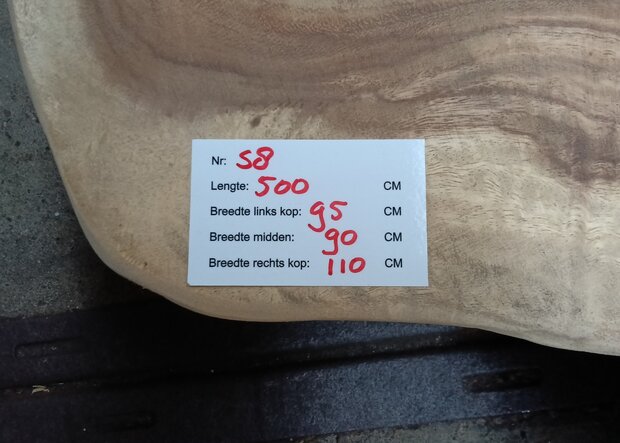 Nr: S8
Lengte: 500 CM
Breedte links kop: 95 CM
Breedte midden: 90 CM
Breedte rechts kop: 110 CM